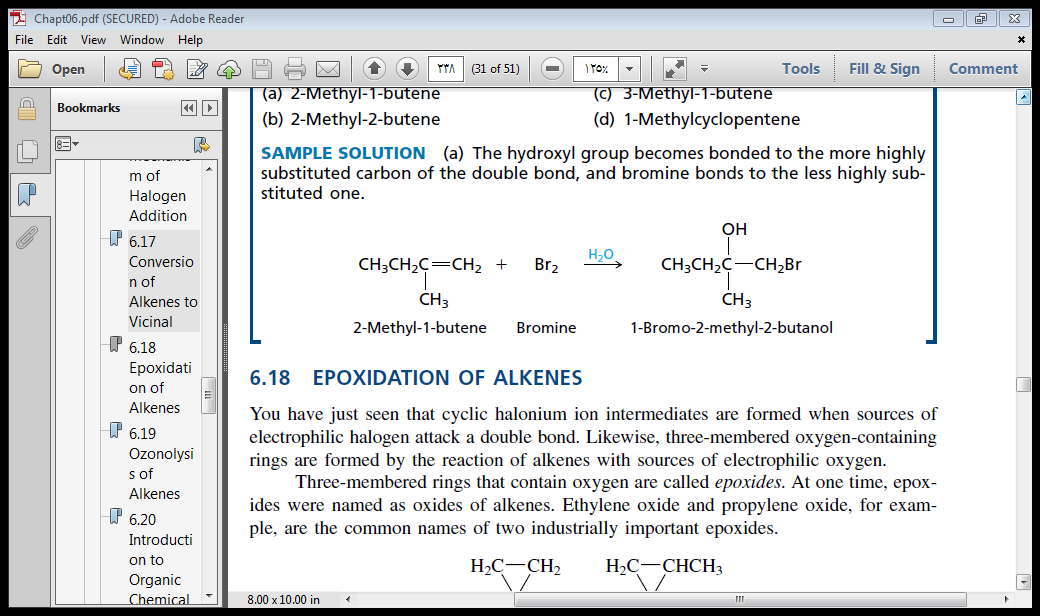 Chapt06.pdf (SECURED) - Adobe Reader
File Edit View Window Help
Open ٢٣٨ (31 of 51) ١٢٥% Tools Fill & Sign Comment
Bookmarks
m of
Halogen
Addition
6.17
Conversio
n of
Alkenes to
Vicinal
6.18
Epoxidati
on of
Alkenes
6.19
Ozonolysi
s of
Alkenes
6.20
Introducti
on to
Organic
Chemical
(a) 2-Methyl-1-butene (c) 3-Methyl-1-butene
(b) 2-Methyl-2-butene (d) 1-Methylcyclopentene
SAMPLE SOLUTION (a) The hydroxyl group becomes bonded to the more highly
substituted carbon of the double bond, and bromine bonds to the less highly sub-
stituted one.
OH
CH₃CH₂C=CH₂ + Br₂ H₂O → CH₃CH₂C—CH₂Br
CH₃ CH₃
2-Methyl-1-butene Bromine 1-Bromo-2-methyl-2-butanol
6.18 EPOXIDATION OF ALKENES
You have just seen that cyclic halonium ion intermediates are formed when sources of
electrophilic halogen attack a double bond. Likewise, three-membered oxygen-containing
rings are formed by the reaction of alkenes with sources of electrophilic oxygen.
Three-membered rings that contain oxygen are called epoxides. At one time, epox-
ides were named as oxides of alkenes. Ethylene oxide and propylene oxide, for exam-
ple, are the common names of two industrially important epoxides.
H₂C—CH₂ H₂C—CHCH₃
8.00 x 10.00 in